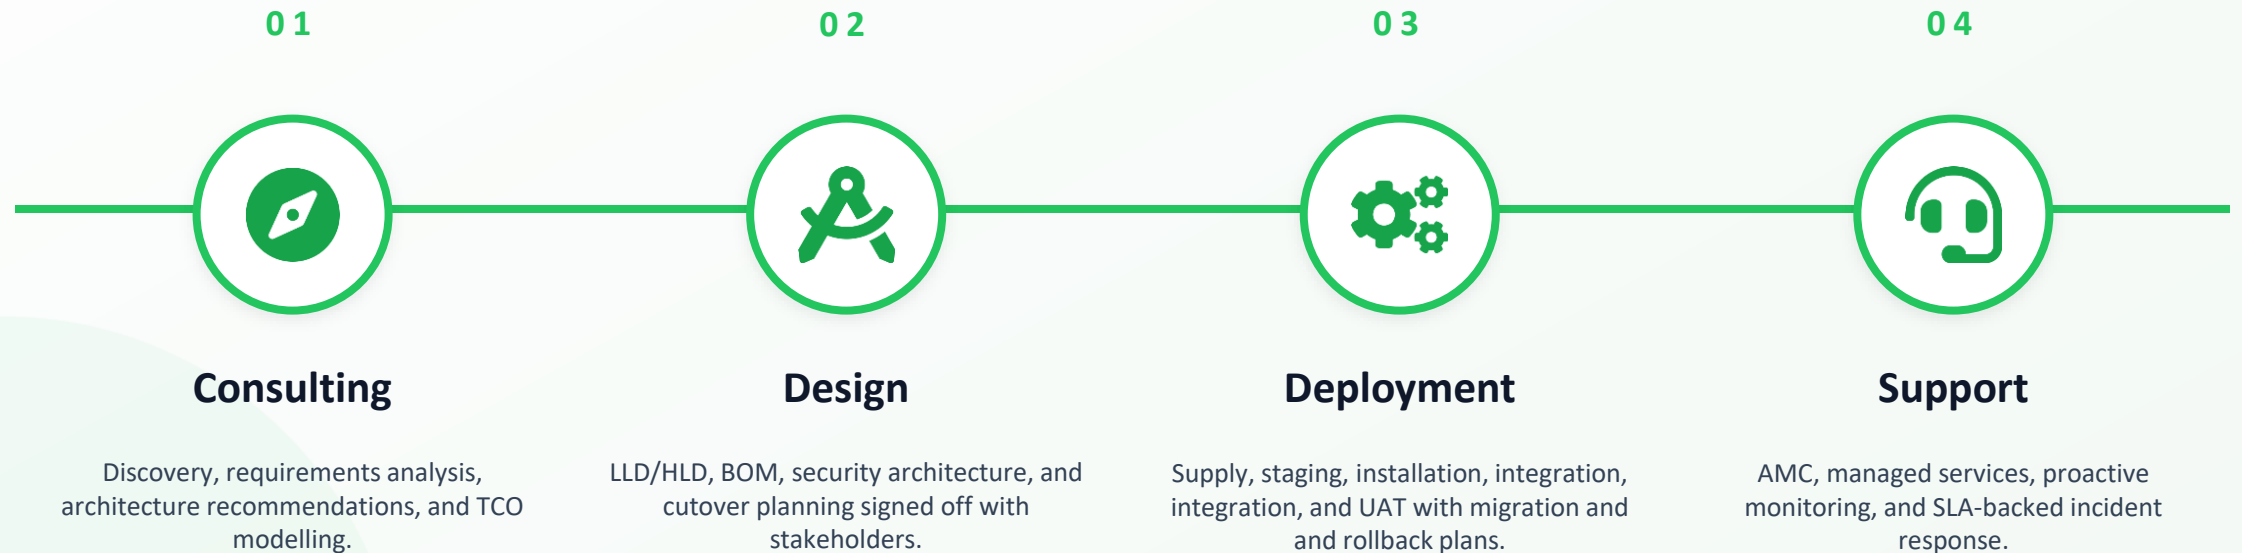 01
Consulting
Discovery, requirements analysis,
architecture recommendations, and TCO
modelling.
02
Design
LLD/HLD, BOM, security architecture, and
cutover planning signed off with
stakeholders.
03
Deployment
Supply, staging, installation, integration,
integration, and UAT with migration and
and rollback plans.
04
Support
AMC, managed services, proactive
monitoring, and SLA-backed incident
response.